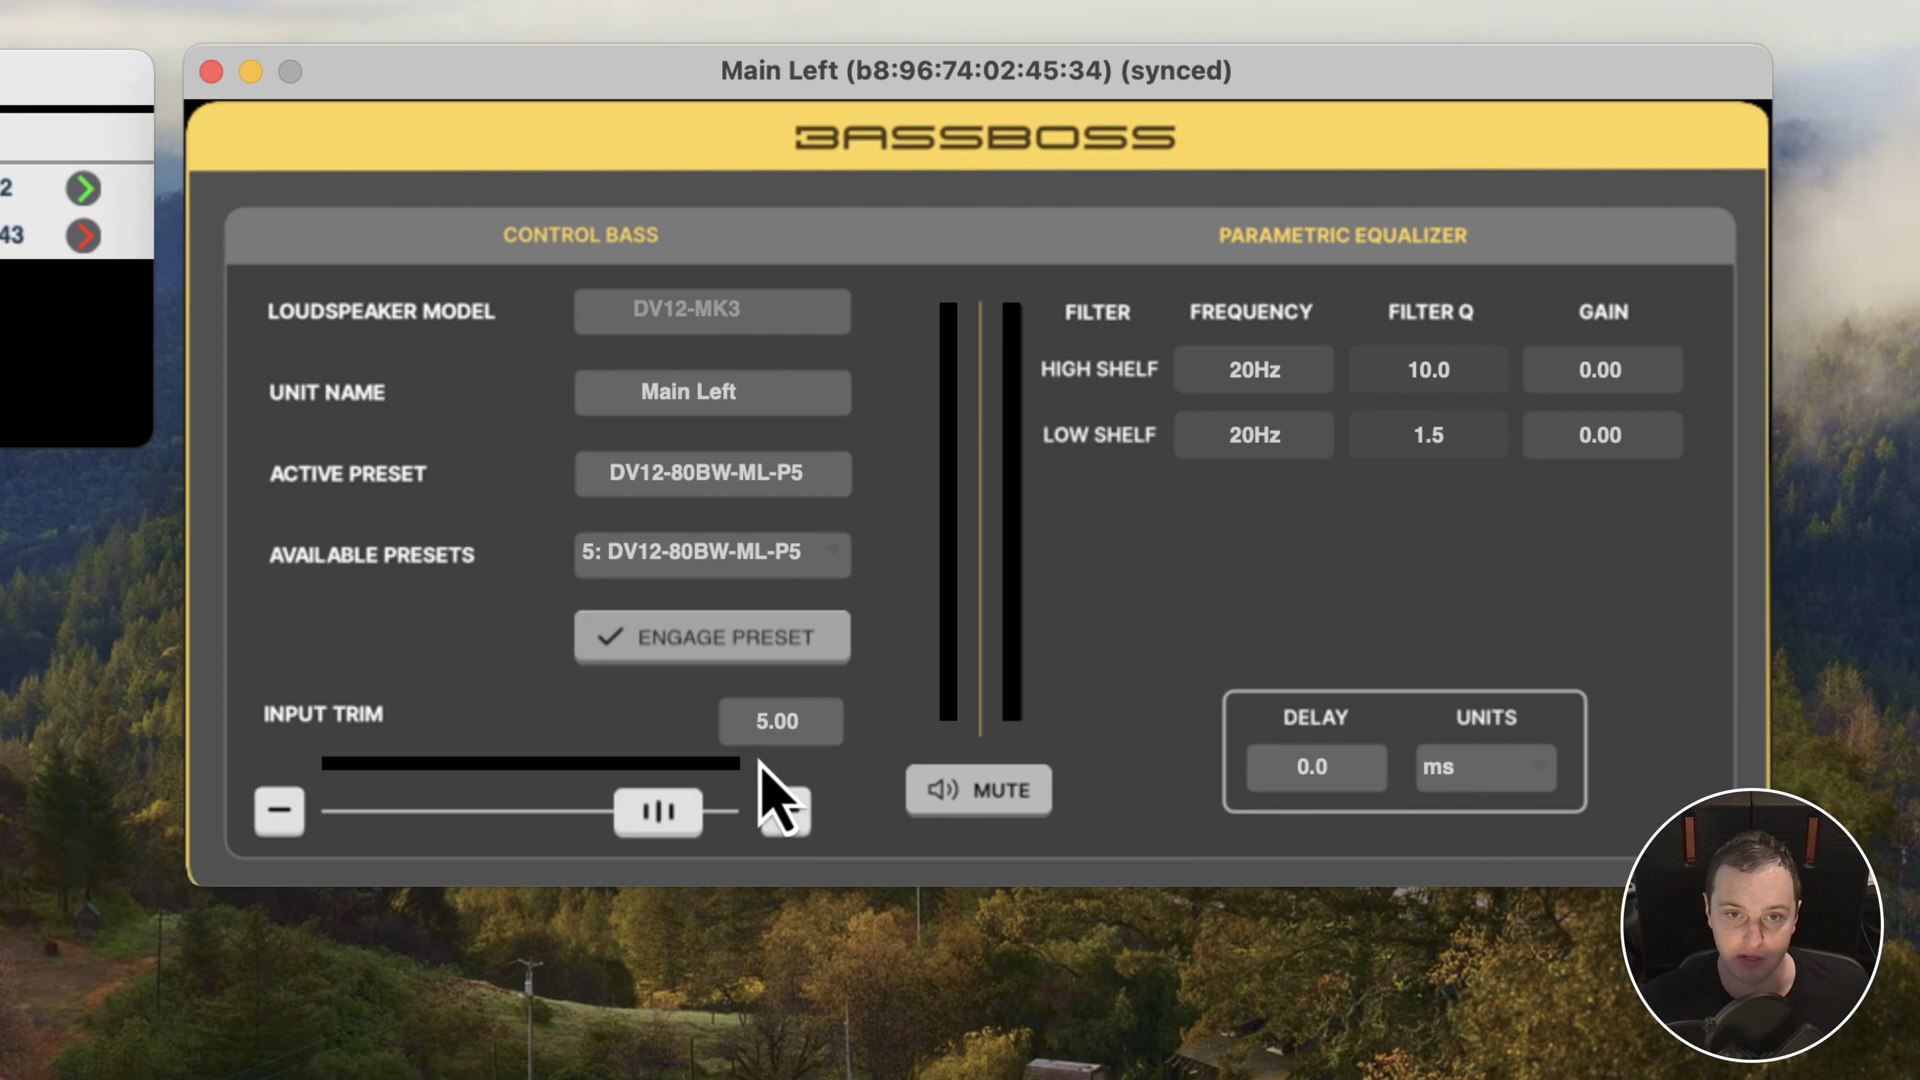 Main Left (b8:96:74:02:45:34) (synced)
BASSBOSS
2
43
CONTROL BASS
PARAMETRIC EQUALIZER
LOUDSPEAKER MODEL
DV12-MK3
UNIT NAME
Main Left
ACTIVE PRESET
DV12-80BW-ML-P5
AVAILABLE PRESETS
5: DV12-80BW-ML-P5
ENGAGE PRESET
INPUT TRIM
5.00
MUTE
FILTER FREQUENCY FILTER Q GAIN
HIGH SHELF 20Hz 10.0 0.00
LOW SHELF 20Hz 1.5 0.00
DELAY UNITS
0.0 ms